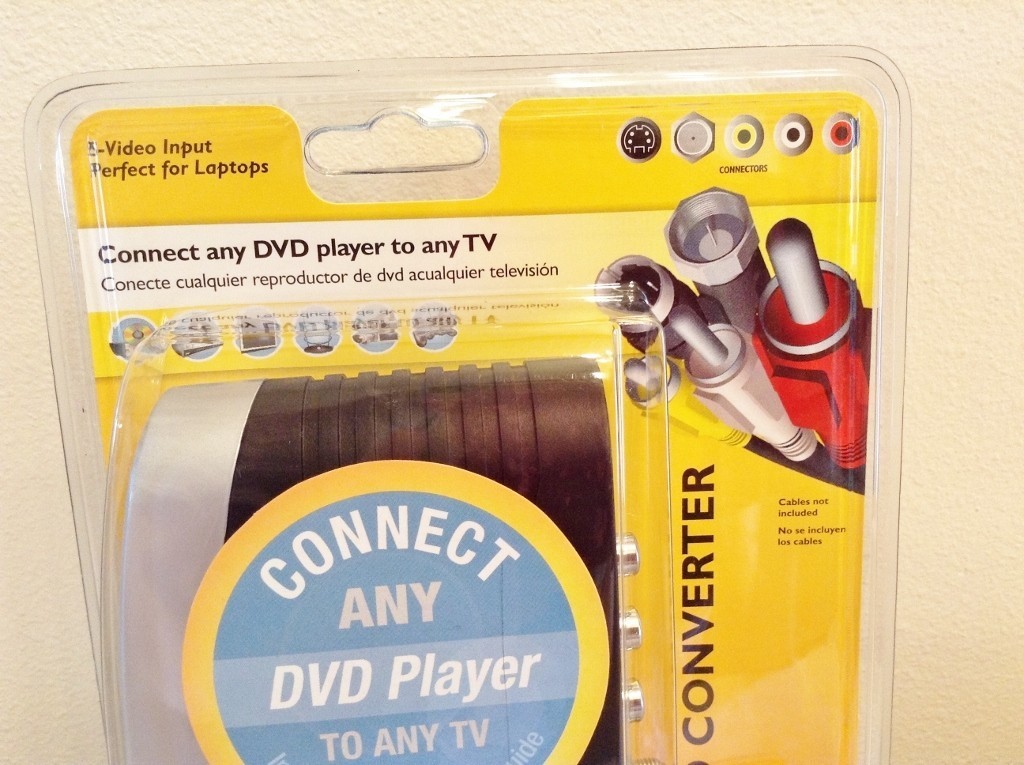 S-Video Input
Perfect for Laptops
CONNECTORS
Connect any DVD player to any TV
Conecte cualquier reproductor de dvd acualquier televisión
Cables not
included
No se incluyen
los cables
CONVERTER
CONNECT
ANY
DVD Player
TO ANY TV